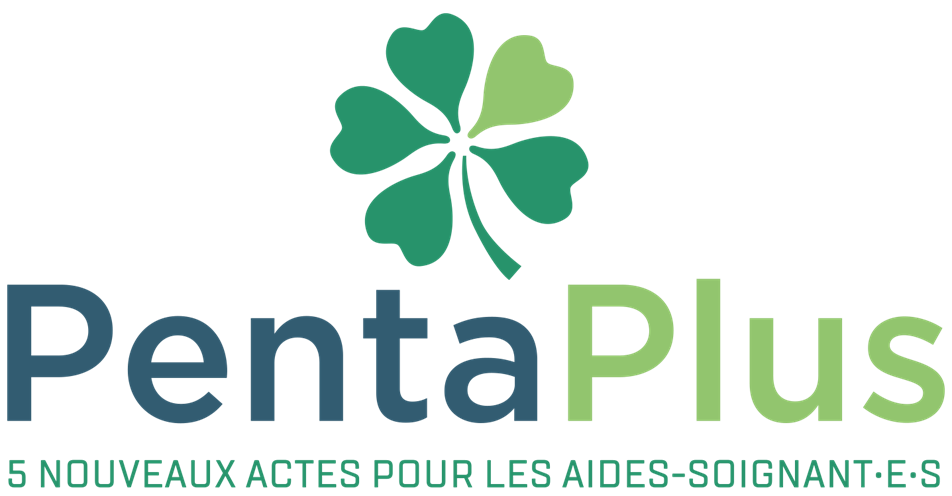 PentaPlus
5 NOUVEAUX ACTES POUR LES AIDES-SOIGNANT·E·S